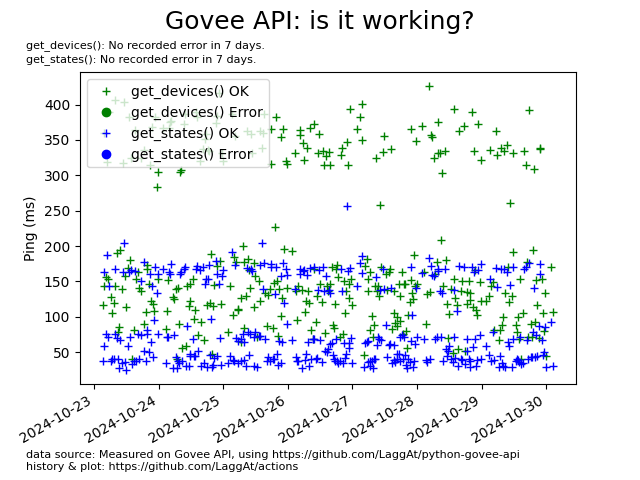 Govee API: is it working?
get_devices(): No recorded error in 7 days.
get_states(): No recorded error in 7 days.
get_devices() OK
get_devices() Error
get_states() OK
get_states() Error
Ping (ms)
400
350
300
250
200
150
100
50
2024-10-23
2024-10-24
2024-10-25
2024-10-26
2024-10-27
2024-10-28
2024-10-29
2024-10-30
data source: Measured on Govee API, using https://github.com/LaggAt/python-govee-api
history & plot: https://github.com/LaggAt/actions